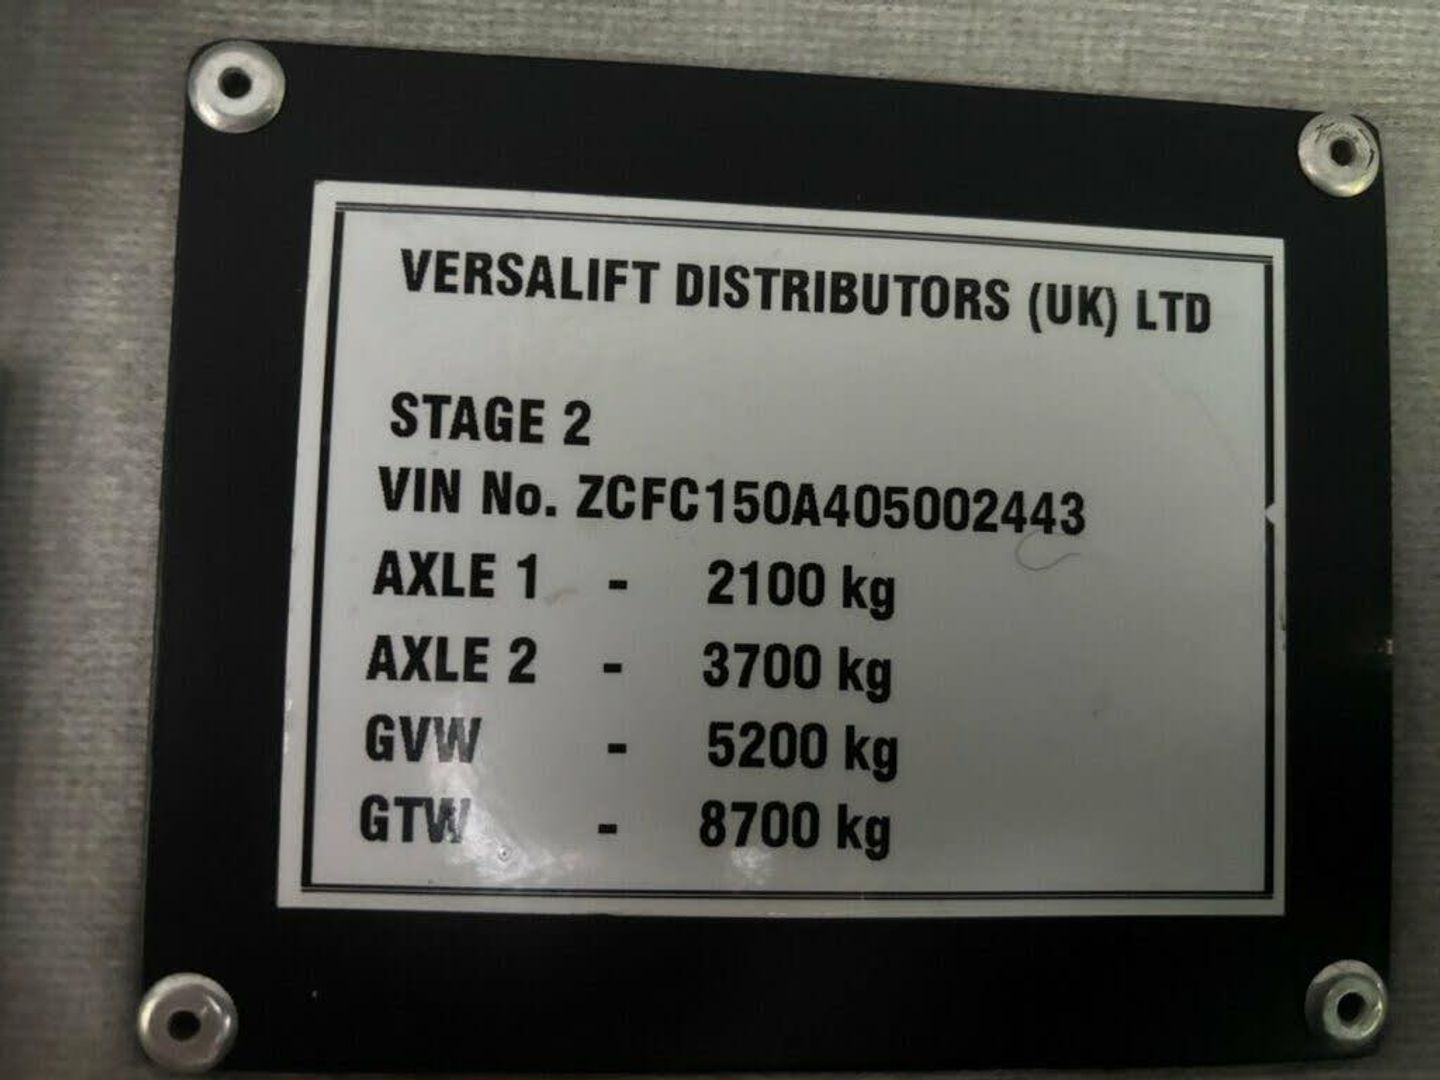 VERSALIFT DISTRIBUTORS (UK) LTD
STAGE 2
VIN No. ZCFC150A405002443
AXLE 1 - 2100 kg
AXLE 2 - 3700 kg
GVW - 5200 kg
GTW - 8700 kg